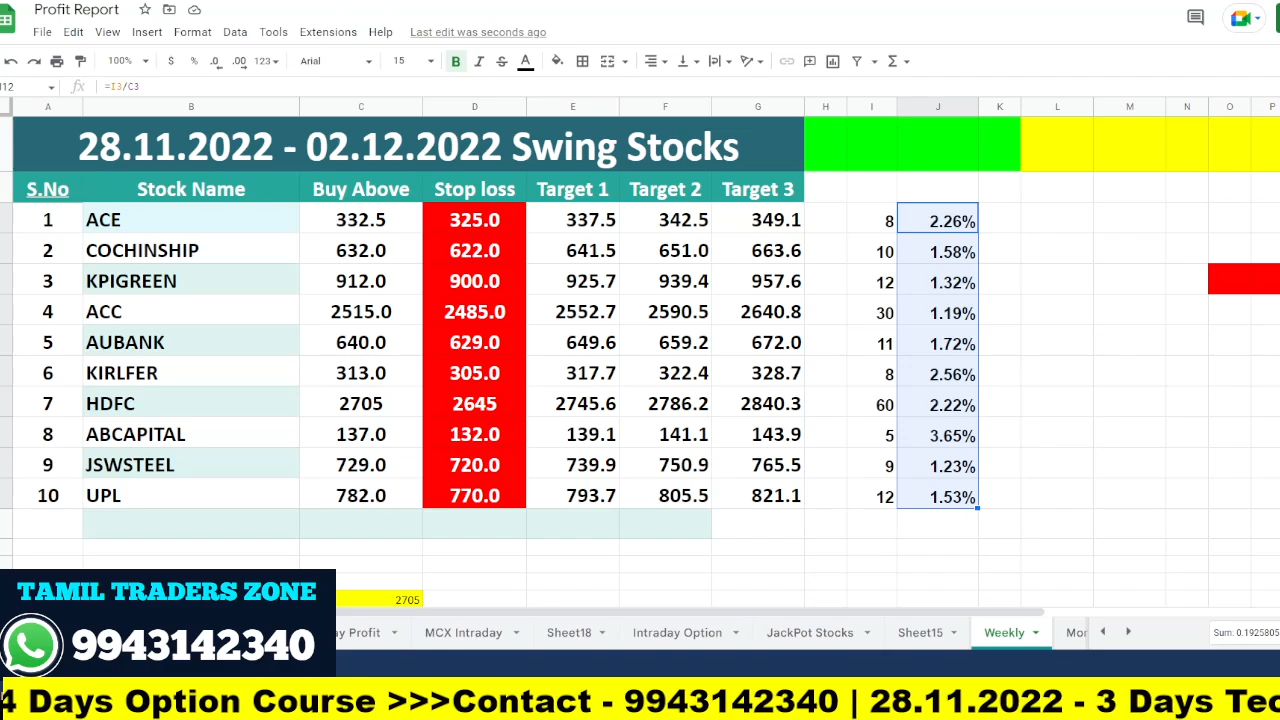 Profit Report
File Edit View Insert Format Data Tools Extensions Help Last edit was seconds ago
100% $ % .0 .00 123 Arial 15 B I S A
fx =I3/C3
A B C D E F G H I J K L M N O P
28.11.2022 - 02.12.2022 Swing Stocks
S.No Stock Name Buy Above Stop loss Target 1 Target 2 Target 3
1 ACE 332.5 325.0 337.5 342.5 349.1 8 2.26%
2 COCHINSHIP 632.0 622.0 641.5 651.0 663.6 10 1.58%
3 KPIGREEN 912.0 900.0 925.7 939.4 957.6 12 1.32%
4 ACC 2515.0 2485.0 2552.7 2590.5 2640.8 30 1.19%
5 AUBANK 640.0 629.0 649.6 659.2 672.0 11 1.72%
6 KIRLFER 313.0 305.0 317.7 322.4 328.7 8 2.56%
7 HDFC 2705 2645 2745.6 2786.2 2840.3 60 2.22%
8 ABCAPITAL 137.0 132.0 139.1 141.1 143.9 5 3.65%
9 JSWSTEEL 729.0 720.0 739.9 750.9 765.5 9 1.23%
10 UPL 782.0 770.0 793.7 805.5 821.1 12 1.53%
2705
TAMIL TRADERS ZONE
9943142340
Profit MCX Intraday Sheet18 Intraday Option JackPot Stocks Sheet15 Weekly Sum: 0.1925805
4 Days Option Course >>>Contact - 9943142340 | 28.11.2022 - 3 Days